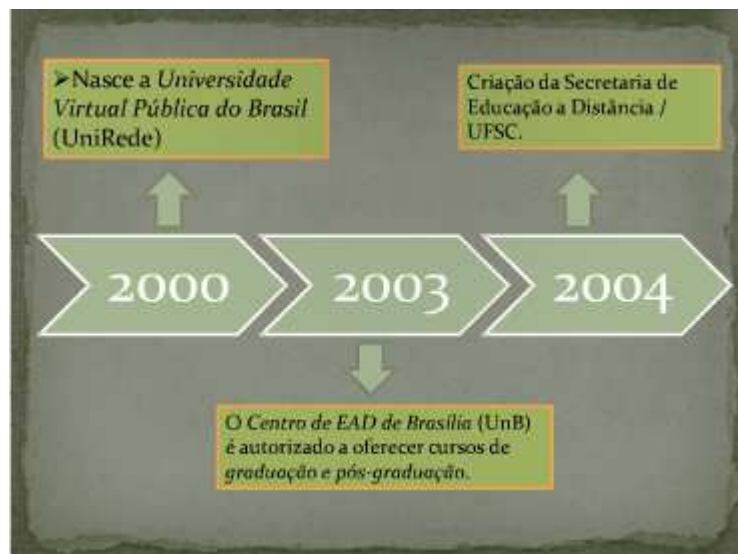 ➤Nasce a Universidade
Virtual Pública do Brasil
(UniRede)
Criação da Secretaria de
Educação a Distância /
UFSC.
2000
2003
2004
O Centro de EAD de Brasília (UnB)
é autorizado a oferecer cursos de
graduação e pós-graduação.